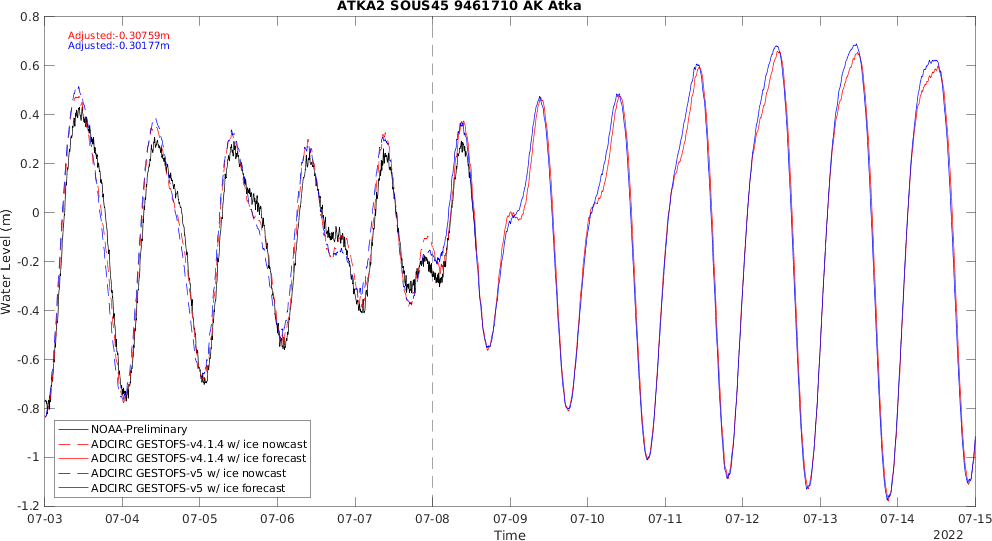 ATKA2 SOUS45 9461710 AK Atka
Adjusted:-0.30759m
Adjusted:-0.30177m
0.8
0.6
0.4
0.2
0
-0.2
-0.4
-0.6
-0.8
-1
-1.2
Water Level (m)
NOAA-Preliminary
ADCIRC GESTOFS-v4.1.4 w/ ice nowcast
ADCIRC GESTOFS-v4.1.4 w/ ice forecast
ADCIRC GESTOFS-v5 w/ ice nowcast
ADCIRC GESTOFS-v5 w/ ice forecast
07-03 07-04 07-05 07-06 07-07 07-08 07-09 07-10 07-11 07-12 07-13 07-14 07-15
Time
2022